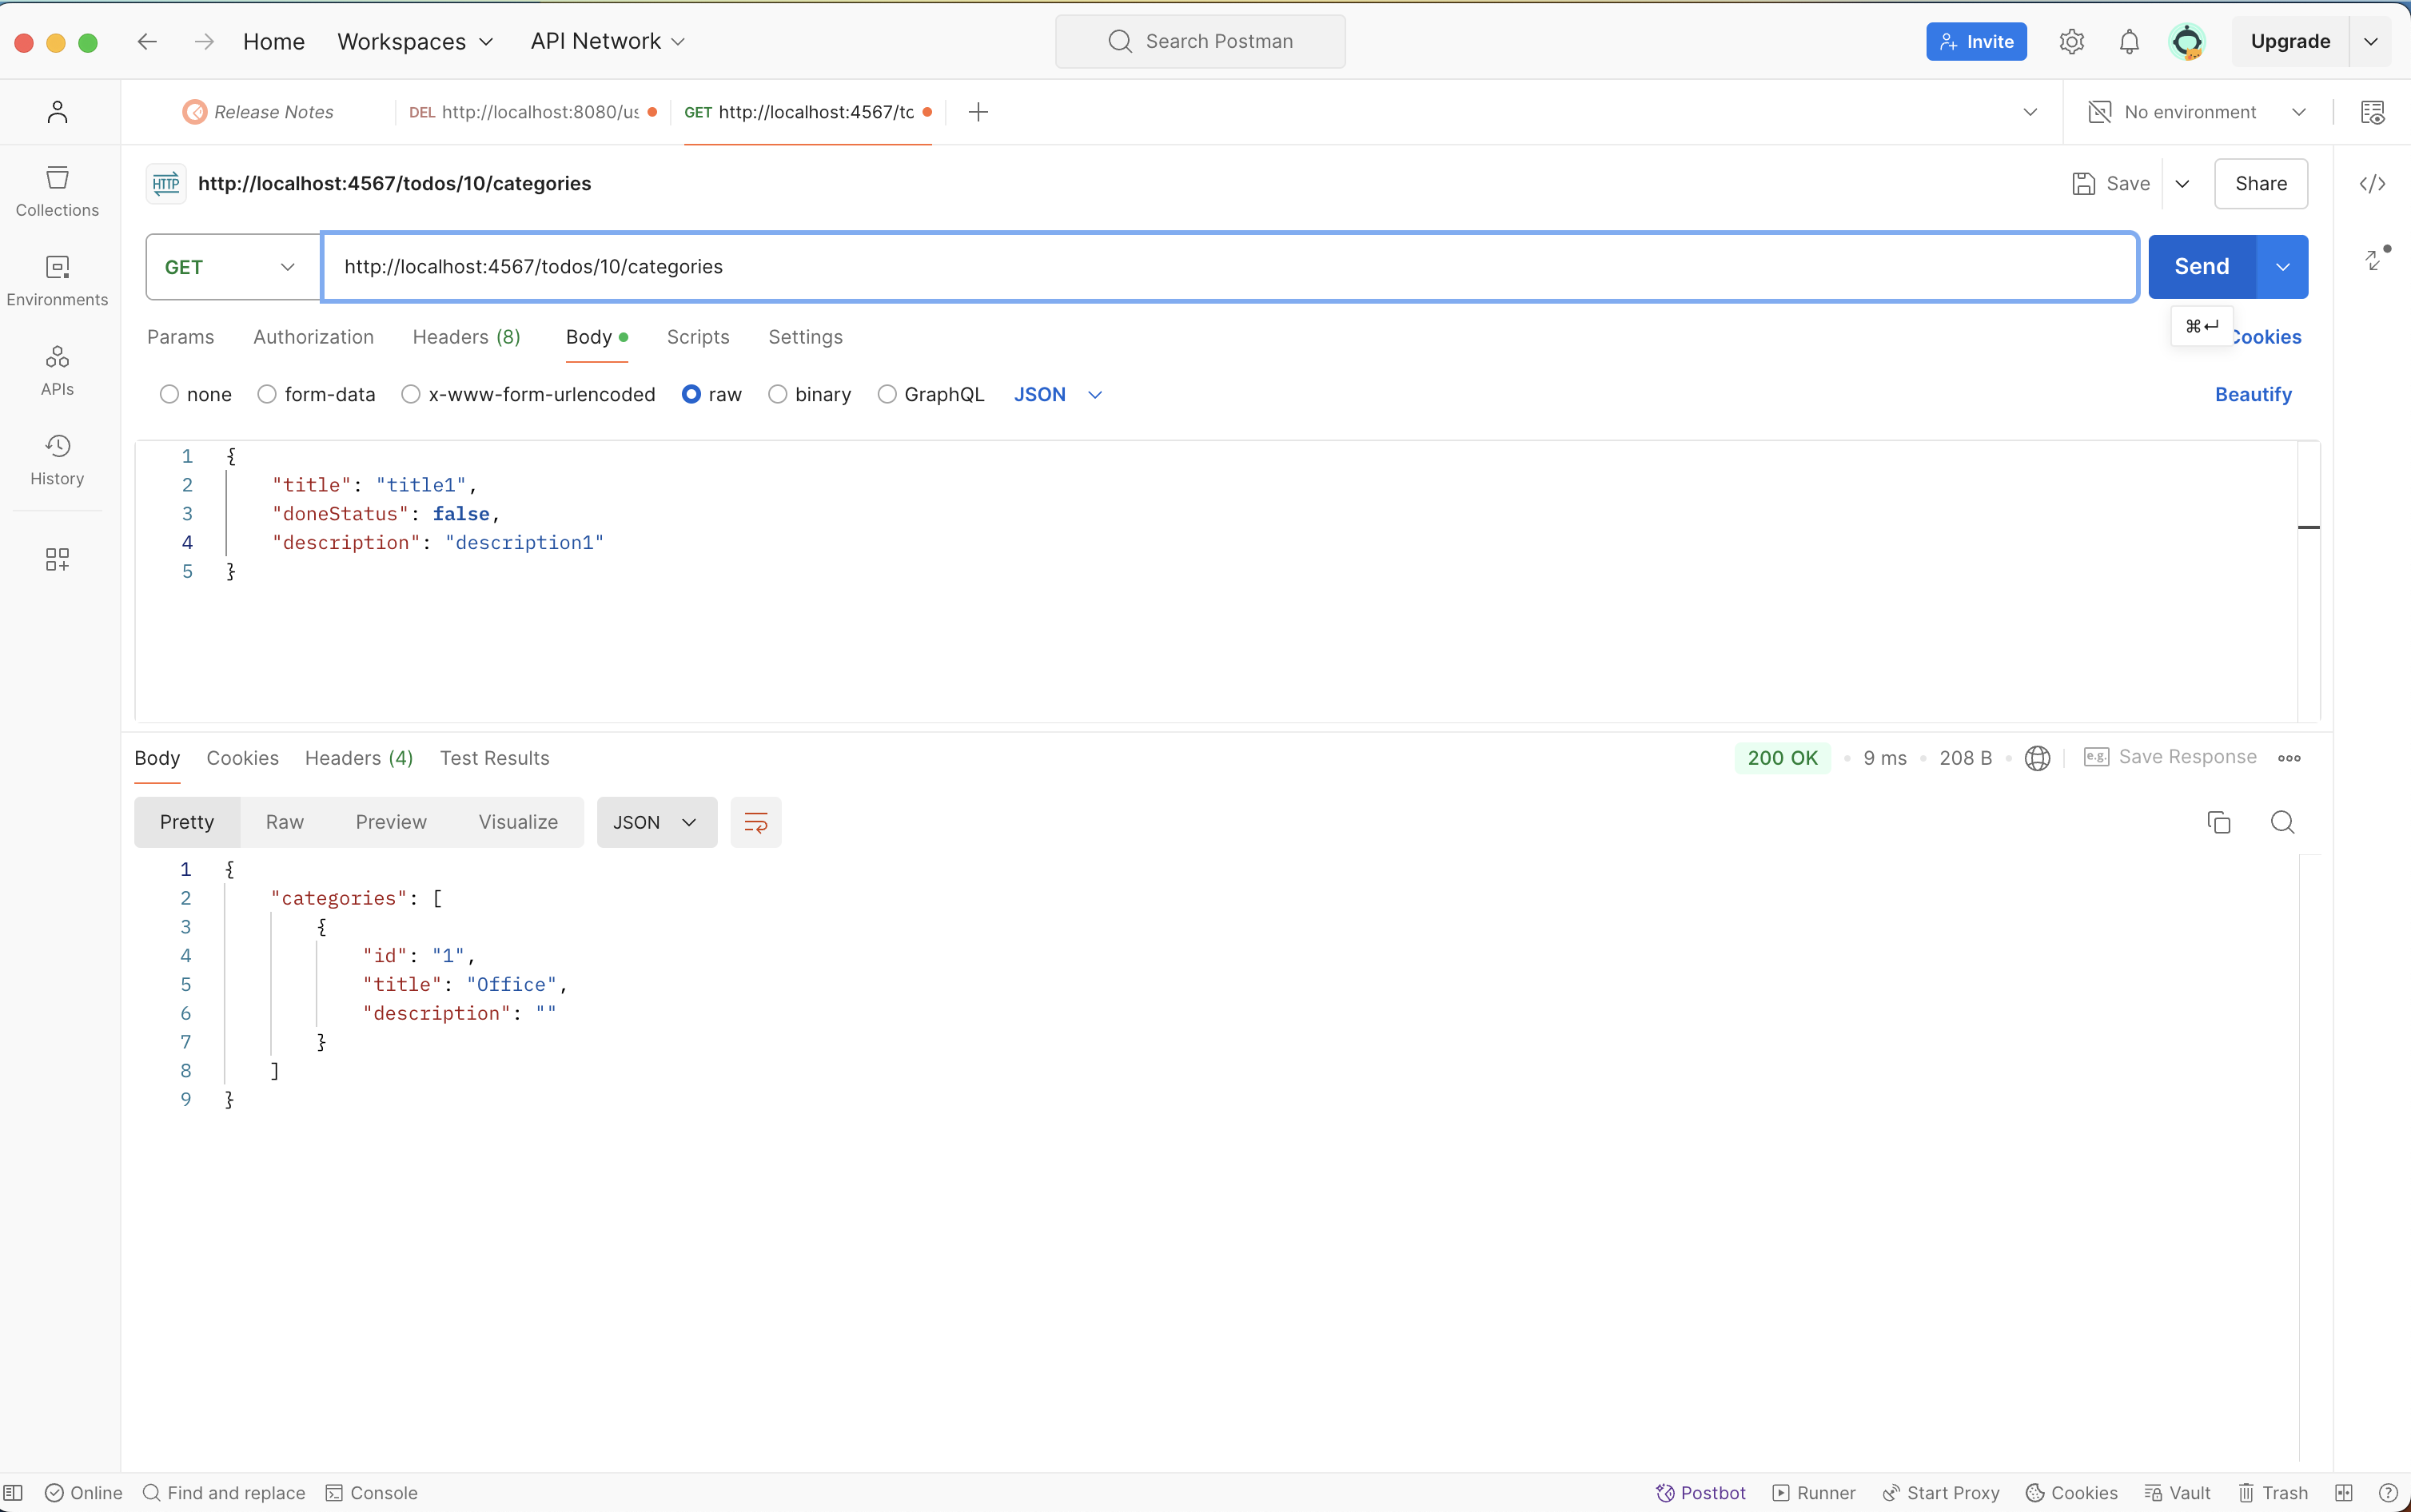 Home Workspaces API Network Search Postman Invite Upgrade
Release Notes DEL http://localhost:8080/us GET http://localhost:4567/to No environment
HTTP http://localhost:4567/todos/10/categories Save Share
Collections
GET http://localhost:4567/todos/10/categories Send
Environments
⌘↵
Params Authorization Headers (8) Body Scripts Settings Cookies
APIs
none form-data x-www-form-urlencoded raw binary GraphQL JSON Beautify
History
1 {
2 "title": "title1",
3 "doneStatus": false,
4 "description": "description1"
5 }
Body Cookies Headers (4) Test Results 200 OK 9 ms 208 B e.g. Save Response
Pretty Raw Preview Visualize JSON
1 {
2 "categories": [
3 {
4 "id": "1",
5 "title": "Office",
6 "description": ""
7 }
8 ]
9 }
Online Find and replace Console Postbot Runner Start Proxy Cookies Vault Trash